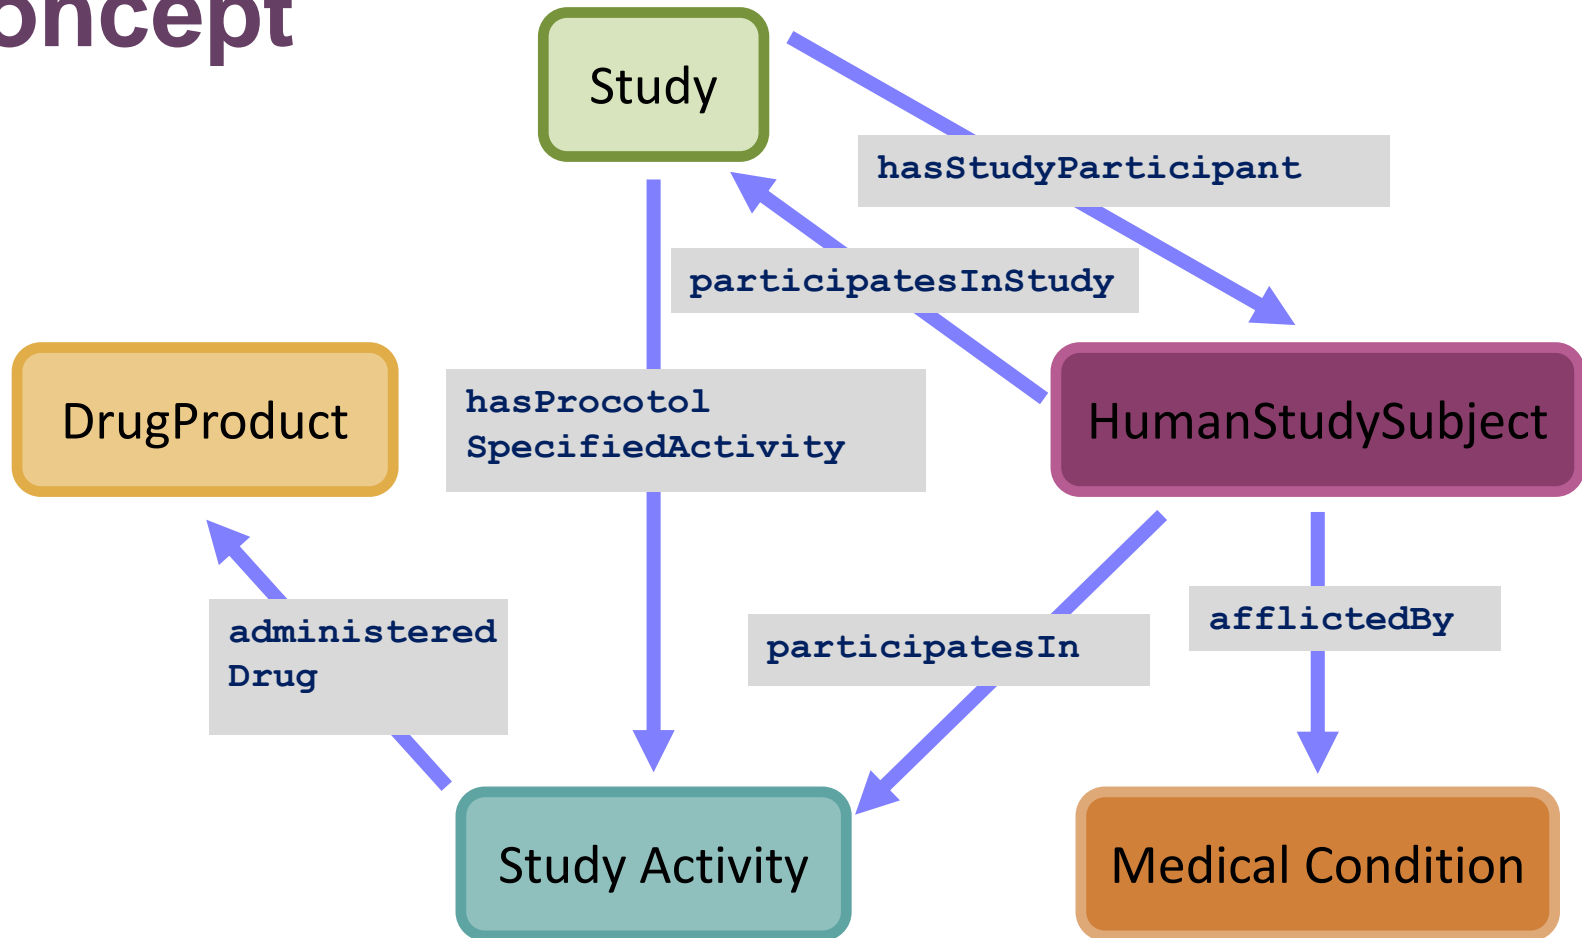 oncept
Study
hasStudyParticipant
participatesInStudy
DrugProduct
hasProcotol
SpecifiedActivity
HumanStudySubject
administered
Drug
participatesIn
afflictedBy
Study Activity
Medical Condition